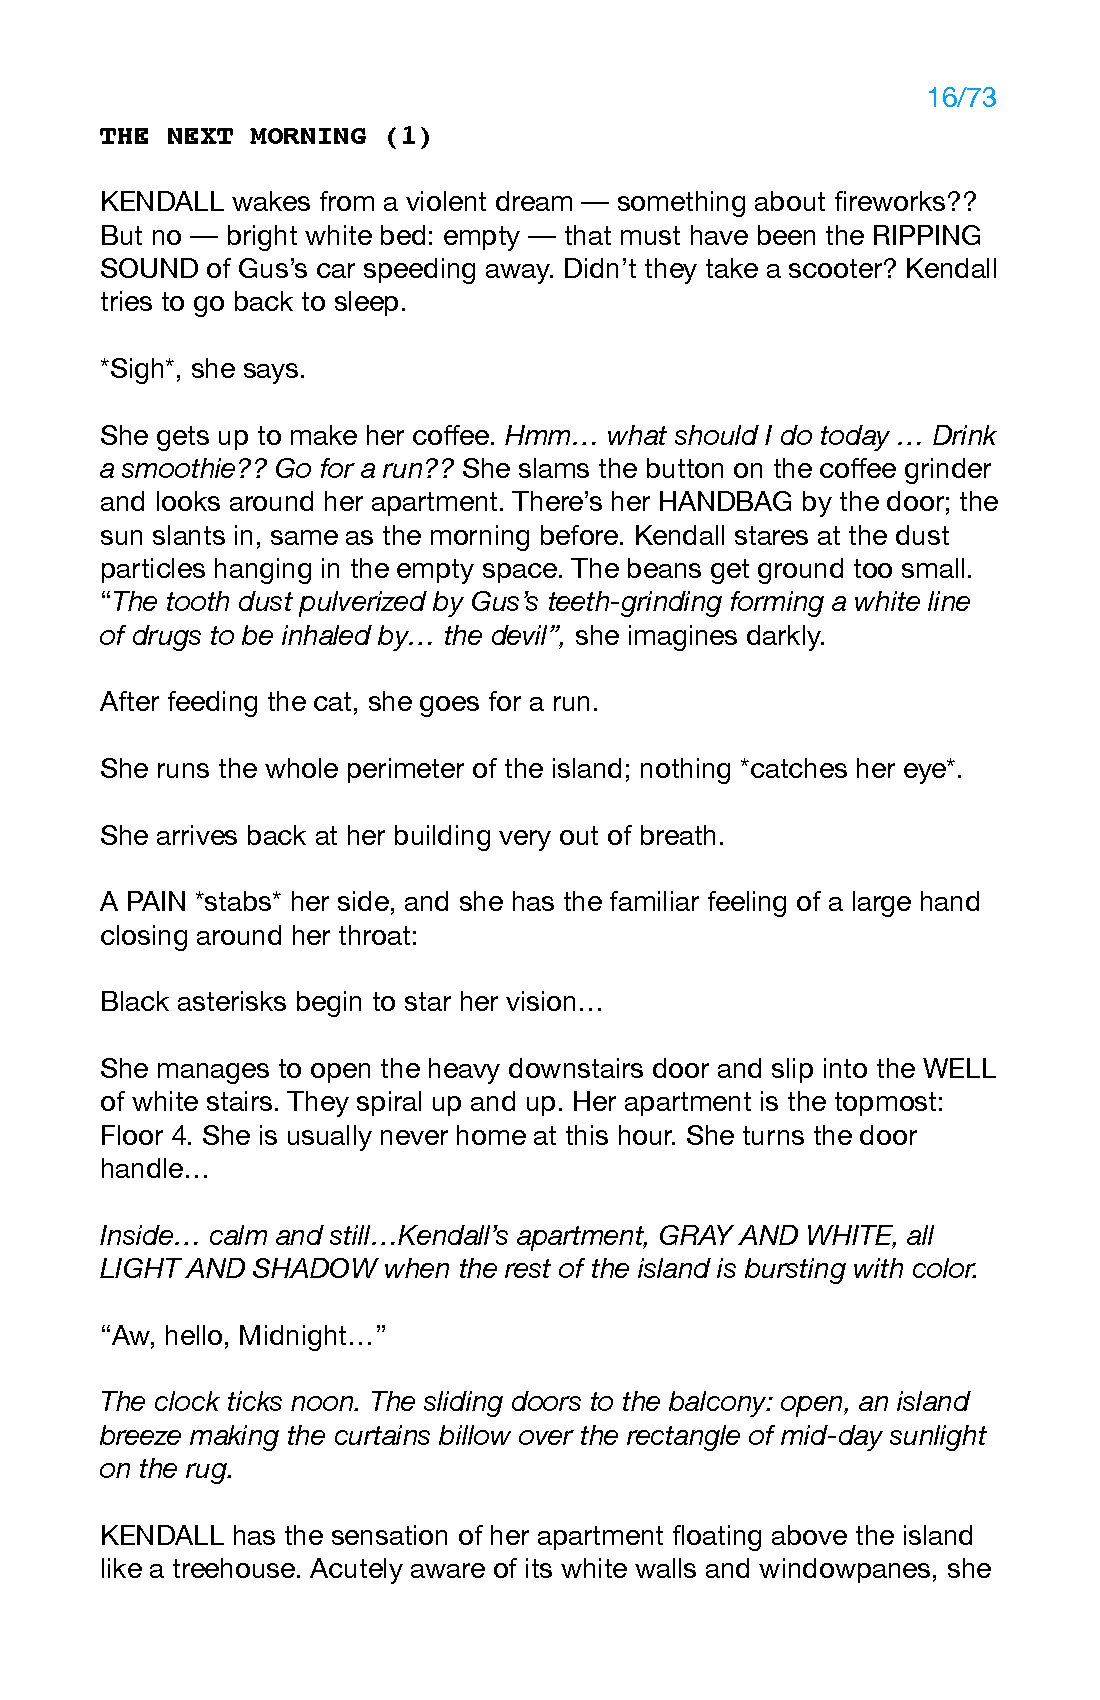 16/73
THE NEXT MORNING (1)
KENDALL wakes from a violent dream — something about fireworks??
But no — bright white bed: empty — that must have been the RIPPING
SOUND of Gus’s car speeding away. Didn’t they take a scooter? Kendall
tries to go back to sleep.
*Sigh*, she says.
She gets up to make her coffee. Hmm… what should I do today … Drink
a smoothie?? Go for a run?? She slams the button on the coffee grinder
and looks around her apartment. There’s her HANDBAG by the door; the
sun slants in, same as the morning before. Kendall stares at the dust
particles hanging in the empty space. The beans get ground too small.
“The tooth dust pulverized by Gus’s teeth-grinding forming a white line
of drugs to be inhaled by… the devil”, she imagines darkly.
After feeding the cat, she goes for a run.
She runs the whole perimeter of the island; nothing *catches her eye*.
She arrives back at her building very out of breath.
A PAIN *stabs* her side, and she has the familiar feeling of a large hand
closing around her throat:
Black asterisks begin to star her vision…
She manages to open the heavy downstairs door and slip into the WELL
of white stairs. They spiral up and up. Her apartment is the topmost:
Floor 4. She is usually never home at this hour. She turns the door
handle…
Inside… calm and still…Kendall’s apartment, GRAY AND WHITE, all
LIGHT AND SHADOW when the rest of the island is bursting with color.
“Aw, hello, Midnight…”
The clock ticks noon. The sliding doors to the balcony: open, an island
breeze making the curtains billow over the rectangle of mid-day sunlight
on the rug.
KENDALL has the sensation of her apartment floating above the island
like a treehouse. Acutely aware of its white walls and windowpanes, she